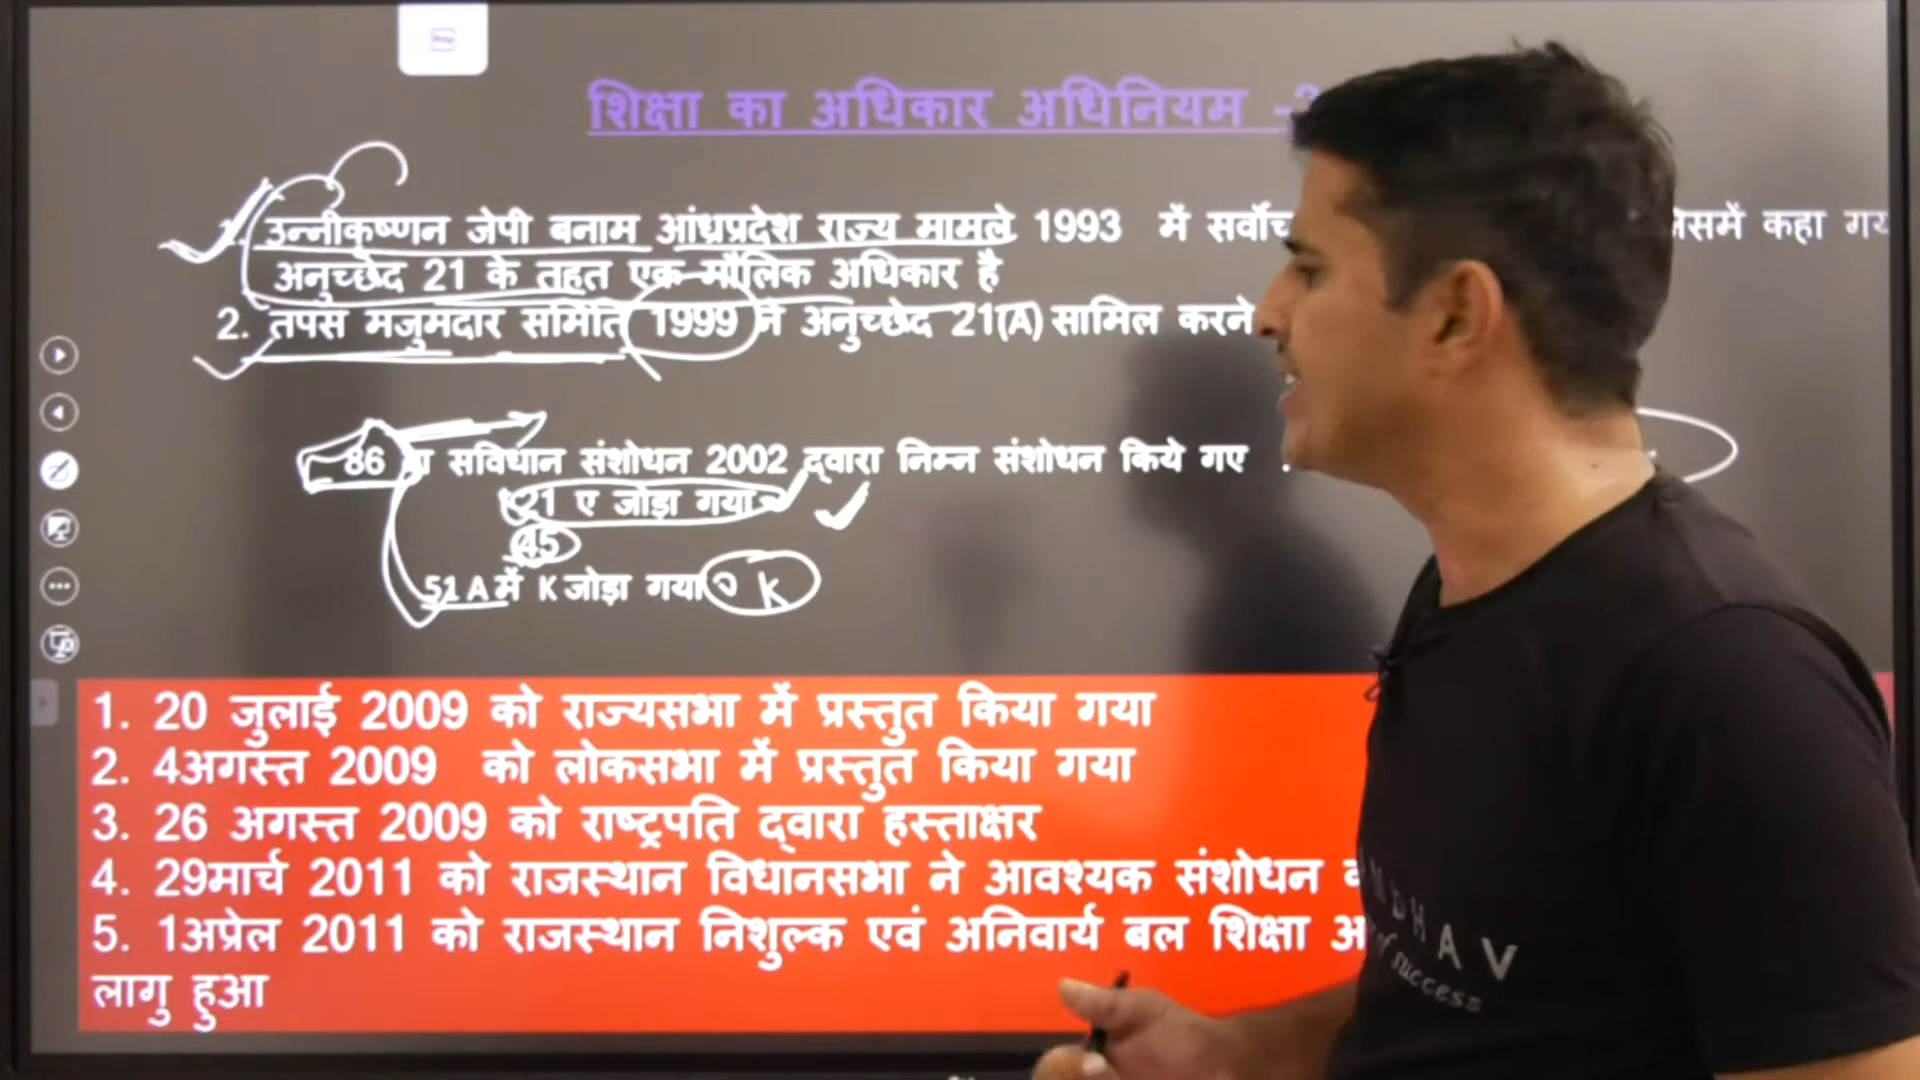 शिक्षा का अधिकार अधिनियम
उन्नीकृष्णन जेपी बनाम आंध्रप्रदेश राज्य मामले 1993 में कहा
अनुच्छेद 21 के तहत एक मौलिक अधिकार है
2. तपस मजुमदार समिति 1999 ने अनुच्छेद 21(A) सामिल करने
86 संविधान संशोधन 2002 द्वारा निम्न संशोधन किये गए
21 ए जोड़ा गया
45
51 A में K जोड़ा गया K
1. 20 जुलाई 2009 को राज्यसभा में प्रस्तुत किया गया
2. 4अगस्त 2009 को लोकसभा में प्रस्तुत किया गया
3. 26 अगस्त 2009 को राष्ट्रपति द्वारा हस्ताक्षर
4. 29मार्च 2011 को राजस्थान विधानसभा ने आवश्यक संशोधन
5. 1अप्रेल 2011 को राजस्थान निशुल्क एवं अनिवार्य बल शिक्षा अ
लागु हुआ
NDHAV
of success